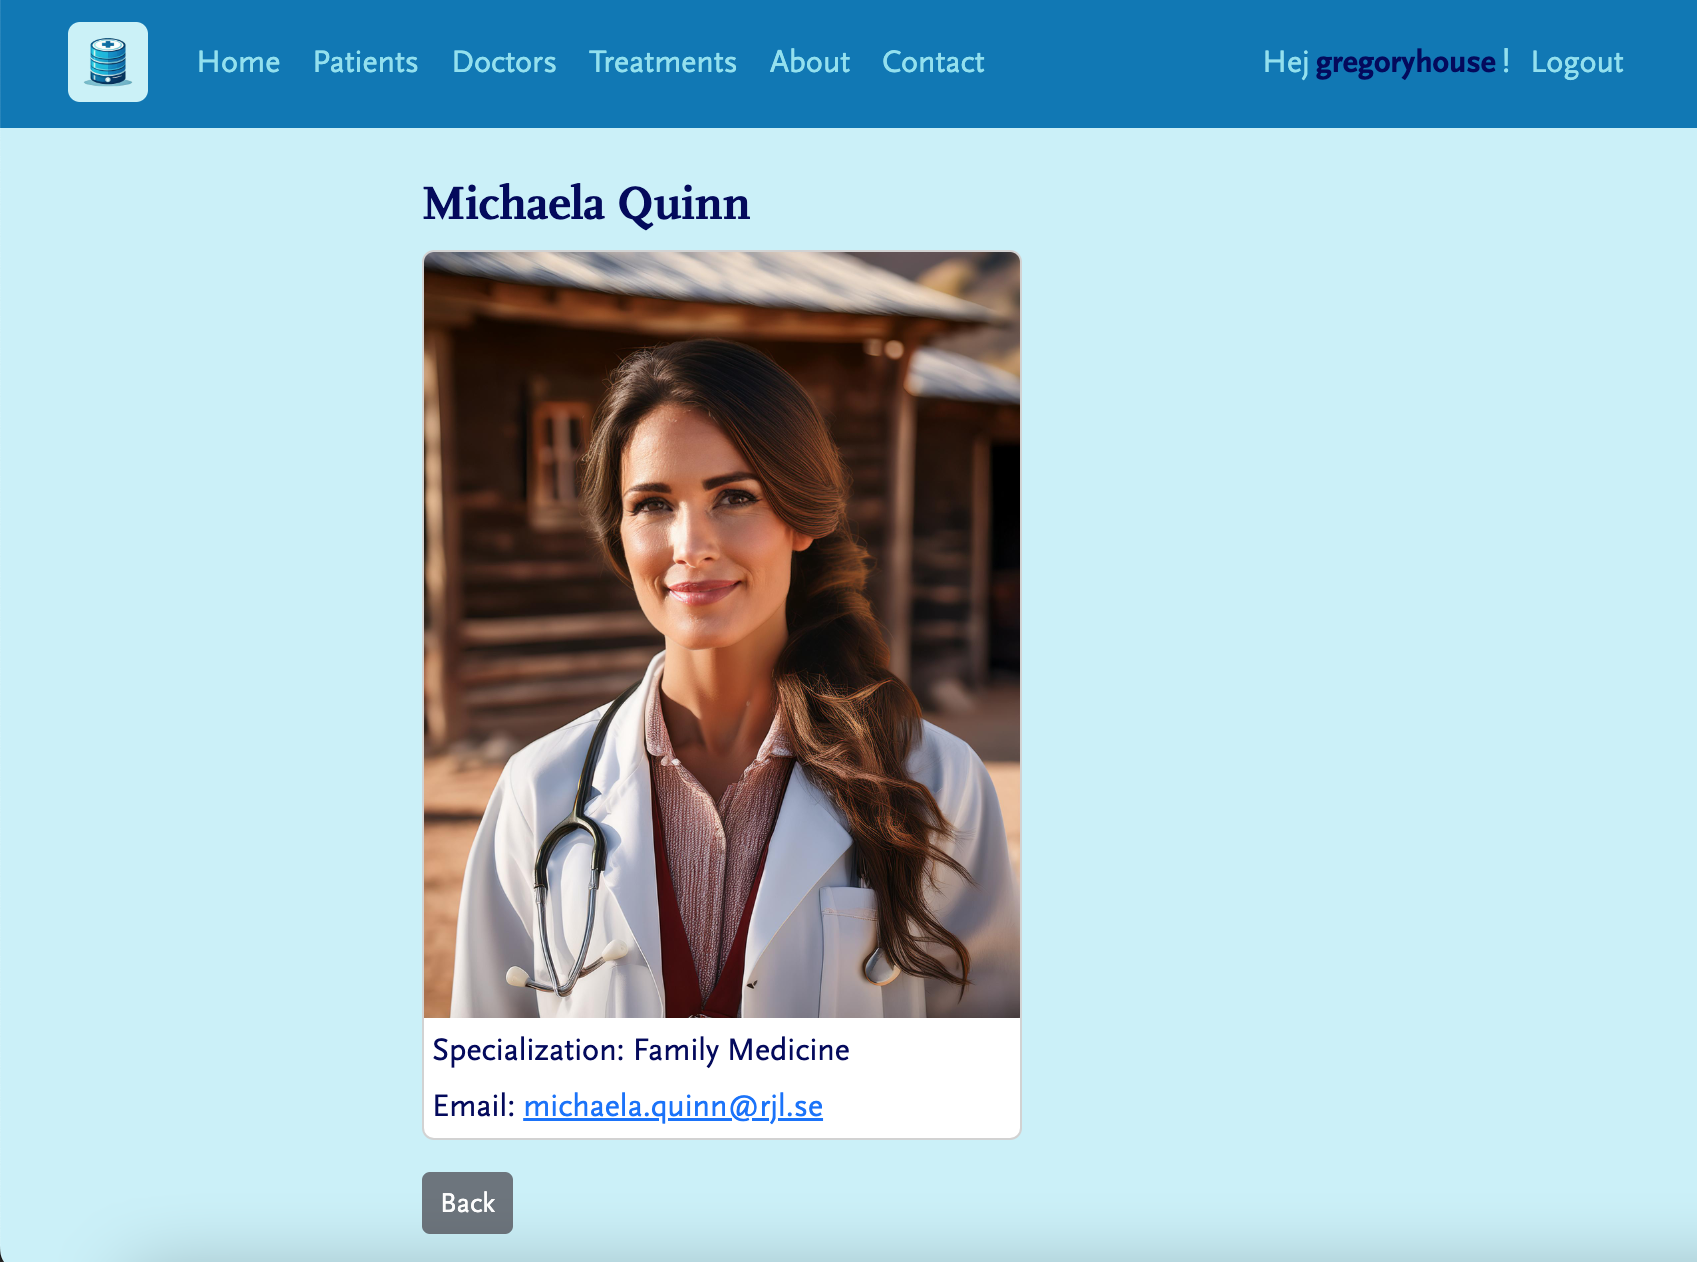 Home Patients Doctors Treatments About Contact Hej gregoryhouse! Logout
Michaela Quinn
Specialization: Family Medicine
Email: michaela.quinn@rjl.se
Back